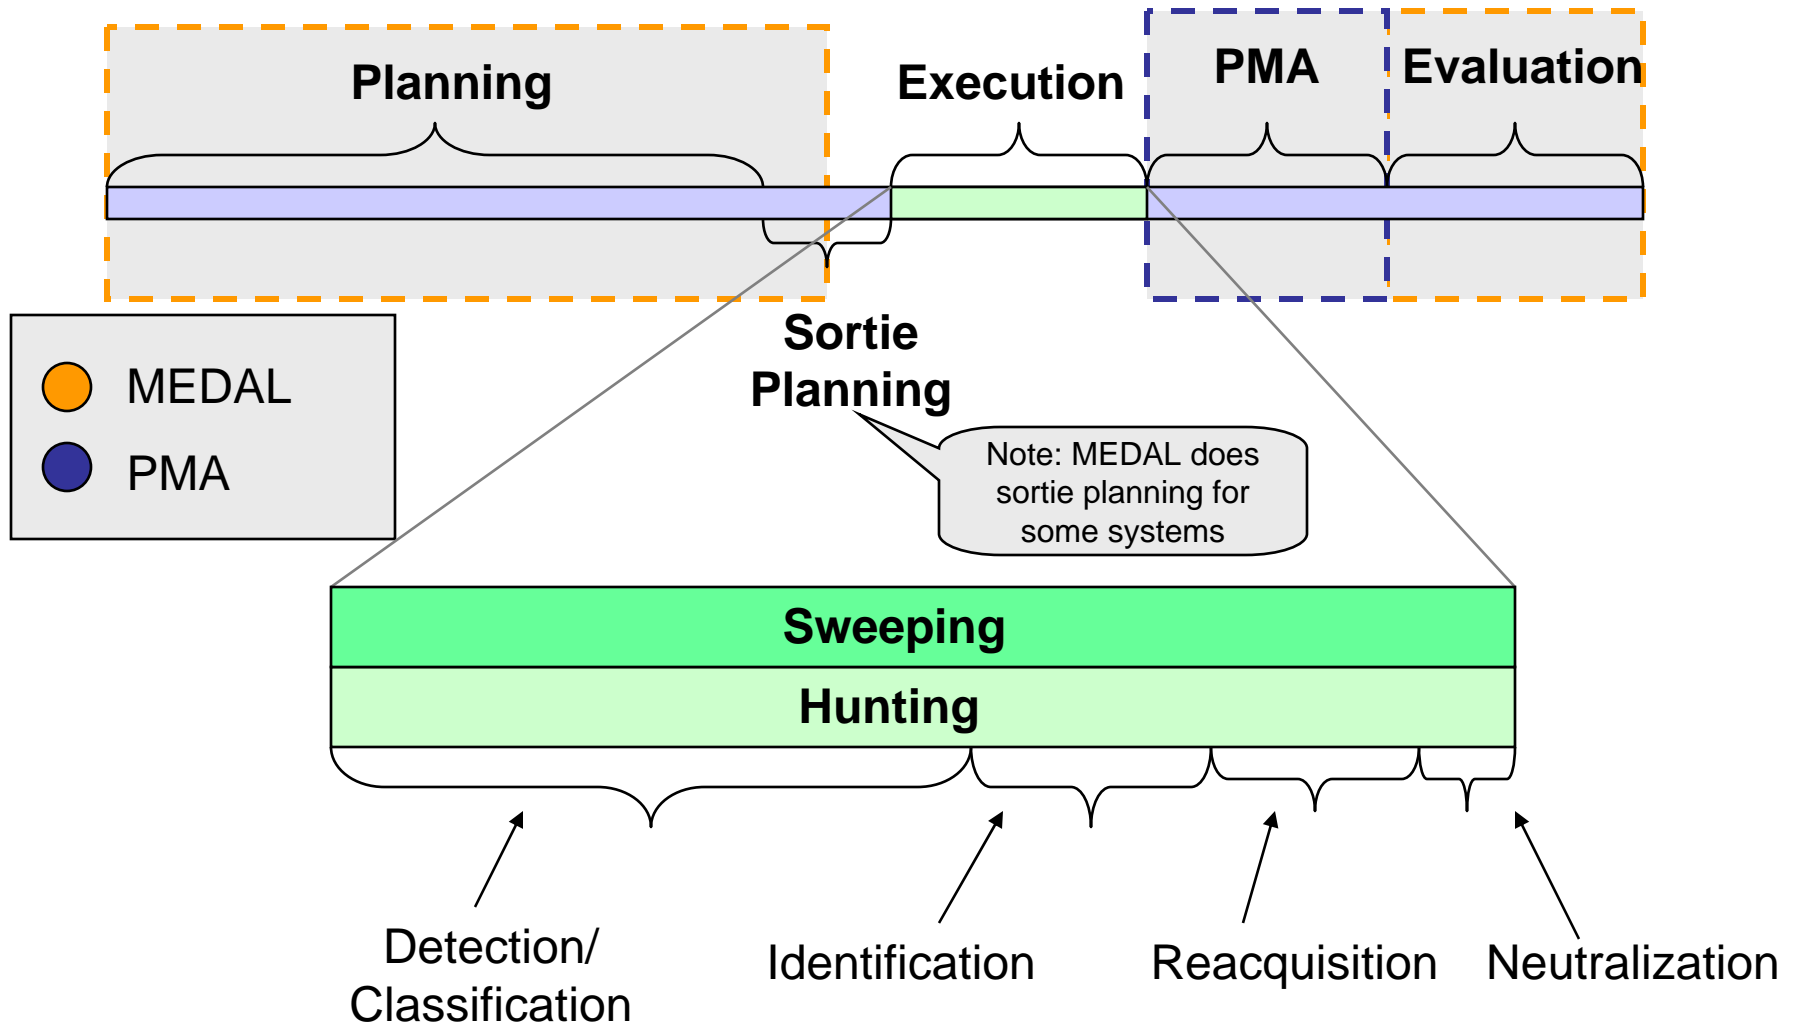 Planning
Execution
PMA
Evaluation
Sortie
Planning
MEDAL
PMA
Note: MEDAL does
sortie planning for
some systems
Sweeping
Hunting
Detection/
Classification
Identification
Reacquisition
Neutralization